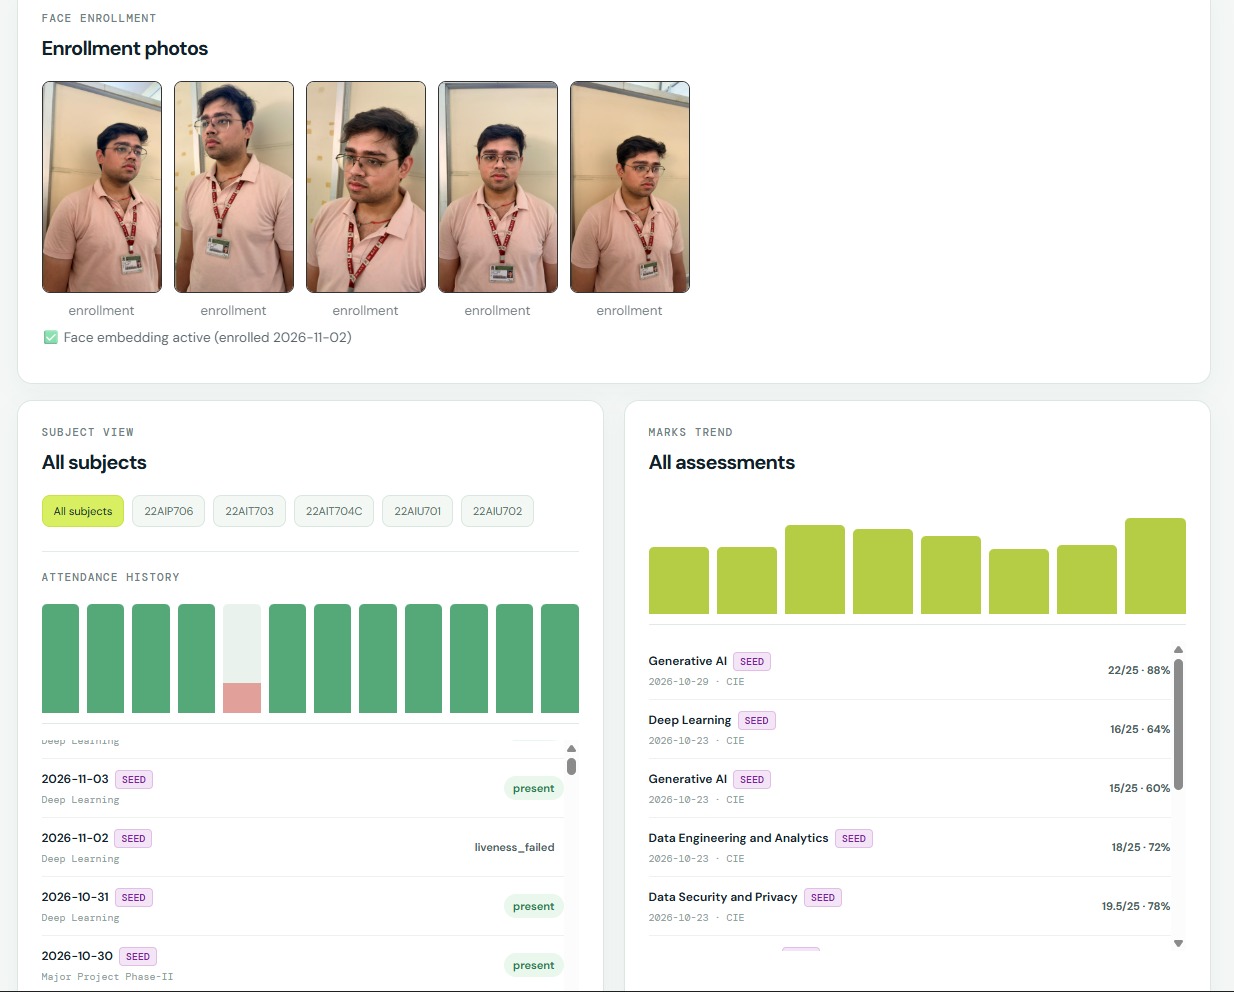 FACE ENROLLMENT
Enrollment photos
enrollment
enrollment
enrollment
enrollment
enrollment
Face embedding active (enrolled 2026-11-02)
SUBJECT VIEW
All subjects
All subjects
22AIP706
22AIT703
22AIT704C
22AIU701
22AIU702
ATTENDANCE HISTORY
Deep Learning
2026-11-03 SEED
present
Deep Learning
2026-11-02 SEED
liveness_failed
Deep Learning
2026-10-31 SEED
present
Deep Learning
2026-10-30 SEED
present
Major Project Phase-II
MARKS TREND
All assessments
Generative AI SEED
22/25 · 88%
2026-10-29 · CIE
Deep Learning SEED
16/25 · 64%
2026-10-23 · CIE
Generative AI SEED
15/25 · 60%
2026-10-23 · CIE
Data Engineering and Analytics SEED
18/25 · 72%
2026-10-23 · CIE
Data Security and Privacy SEED
19.5/25 · 78%
2026-10-23 · CIE